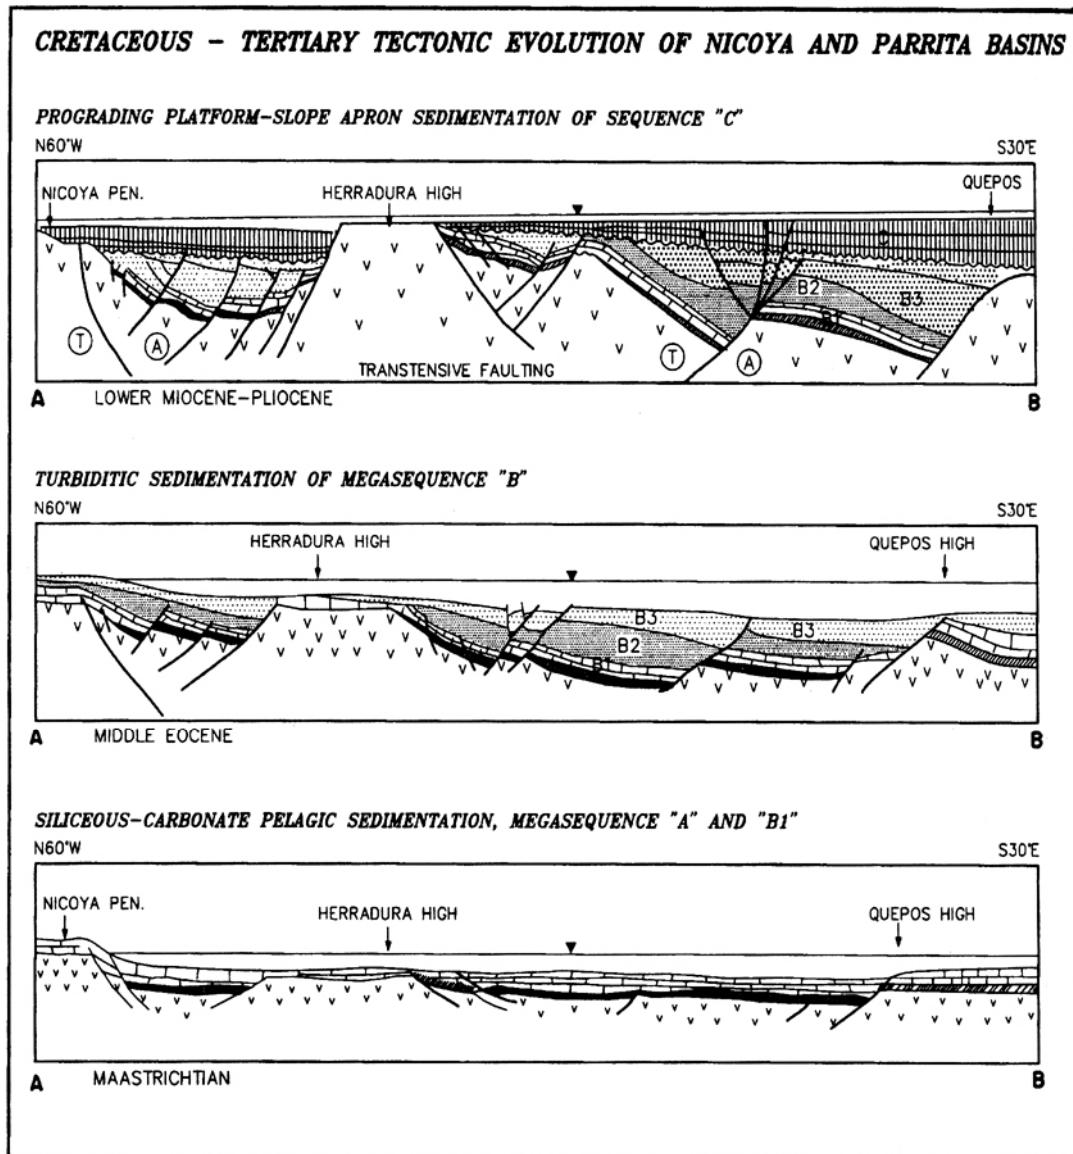 CRETACEOUS - TERTIARY TECTONIC EVOLUTION OF NICOYA AND PARRITA BASINS
PROGRADING PLATFORM-SLOPE APRON SEDIMENTATION OF SEQUENCE "C"
N60°W S30°E
NICOYA PEN. HERRADURA HIGH QUEPOS
C
B2 B3
B1
T A T A
TRANSTENSIVE FAULTING
A LOWER MIOCENE-PLIOCENE B
TURBIDITIC SEDIMENTATION OF MEGASEQUENCE "B"
N60°W S30°E
HERRADURA HIGH QUEPOS HIGH
B3 B3
B2
B1
A MIDDLE EOCENE B
SILICEOUS-CARBONATE PELAGIC SEDIMENTATION, MEGASEQUENCE "A" AND "B1"
N60°W S30°E
NICOYA PEN. HERRADURA HIGH QUEPOS HIGH
A MAASTRICHTIAN B